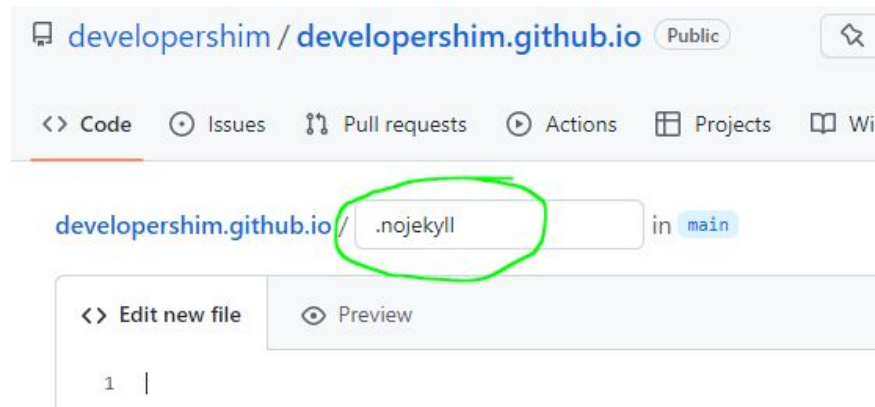 developershim / developershim.github.io Public
<> Code Issues Pull requests Actions Projects Wi
developershim.github.io / .nojekyll in main
<> Edit new file Preview
1